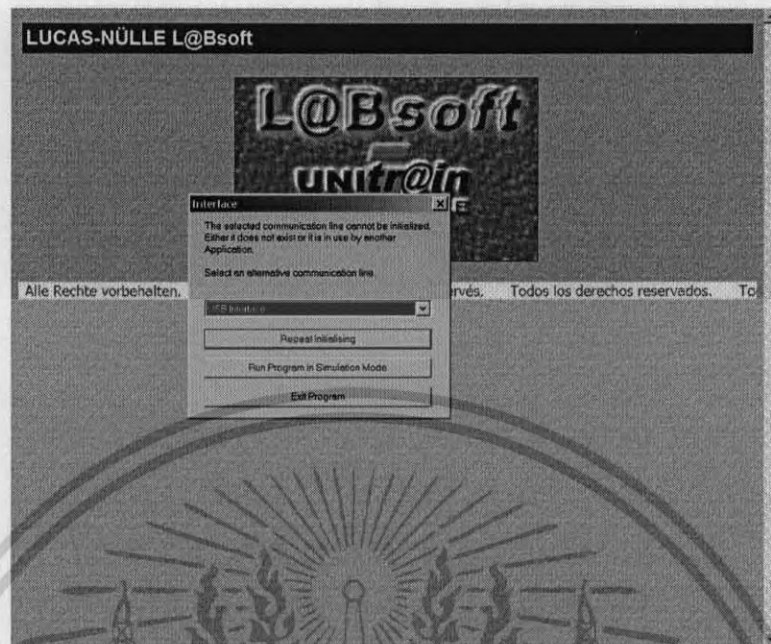 LUCAS-NÜLLE L@Bsoft
L@Bsoft
UNItr@in
Interface
The selected communication line cannot be initialized.
Either it does not exist or it is in use by another
Application.
Select an alternative communication line.
Alle Rechte vorbehalten. rvés. Todos los derechos reservados. To
USB Interface
Repeat Initialising
Run Program in Simulation Mode
Exit Program